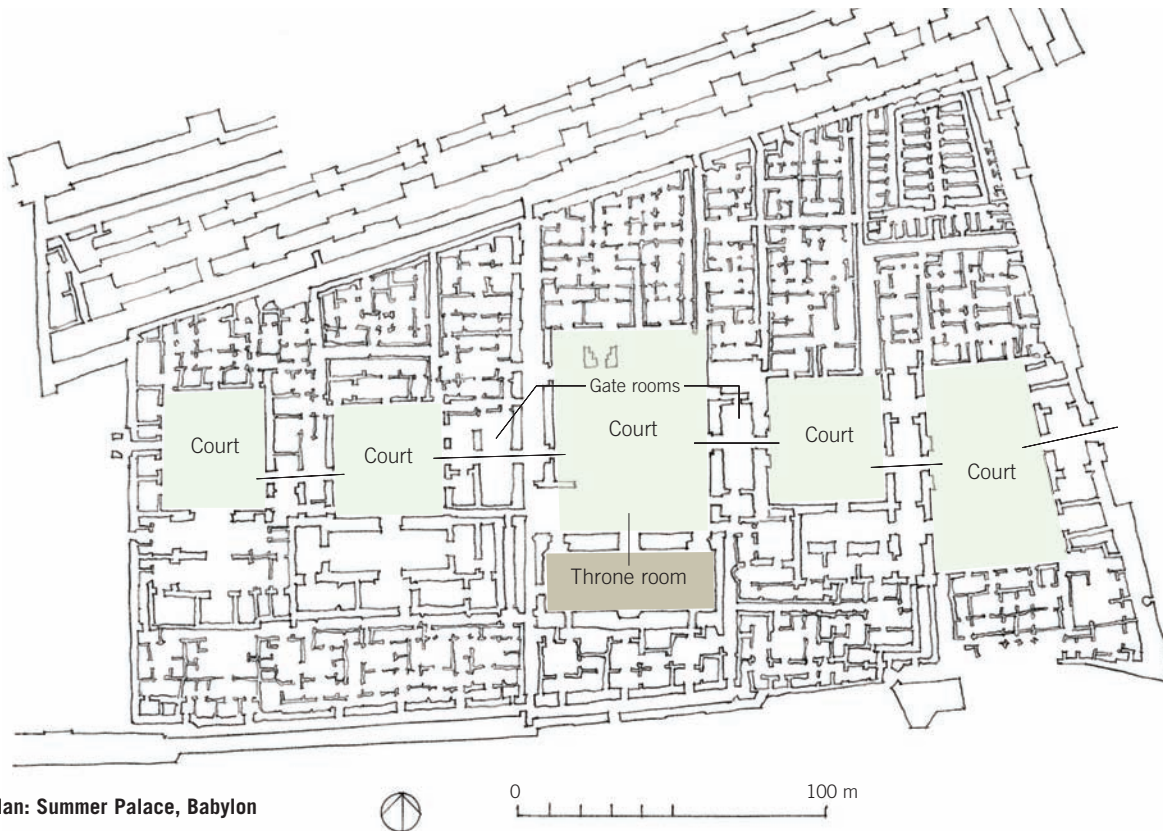 Gate rooms
Court
Court
Court
Court
Court
Throne room
lan: Summer Palace, Babylon
0
100 m